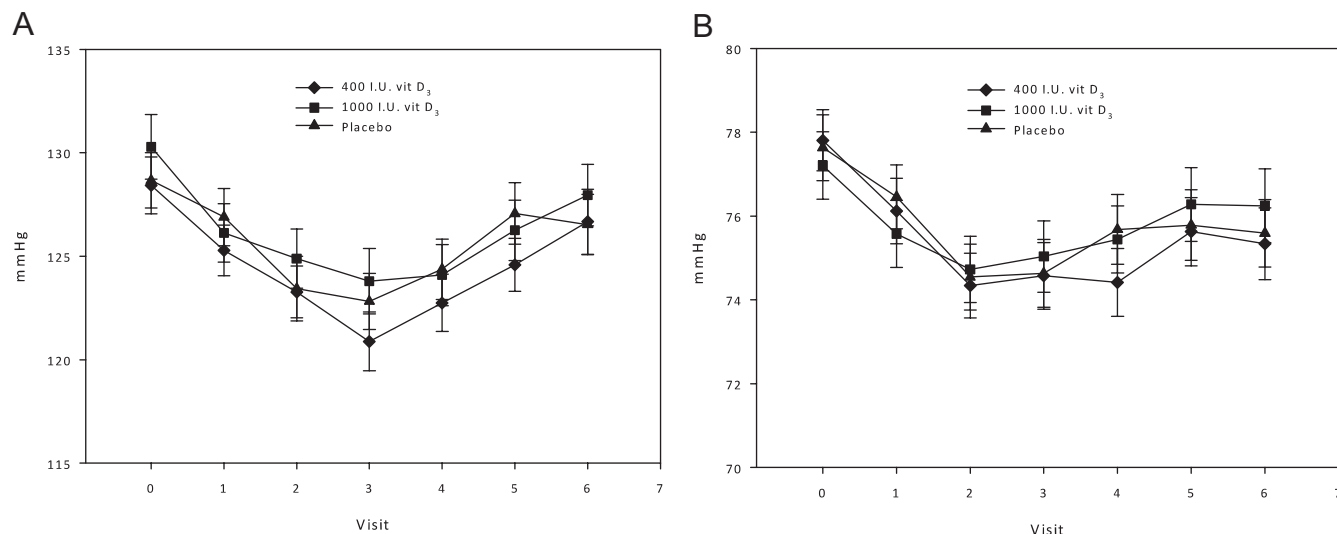 A
135
130
125
120
115
mmHg
400 I.U. vit D3
1000 I.U. vit D3
Placebo
0 1 2 3 4 5 6 7
Visit
B
80
78
76
74
72
70
mmHg
400 I.U. vit D3
1000 I.U. vit D3
Placebo
0 1 2 3 4 5 6 7
Visit